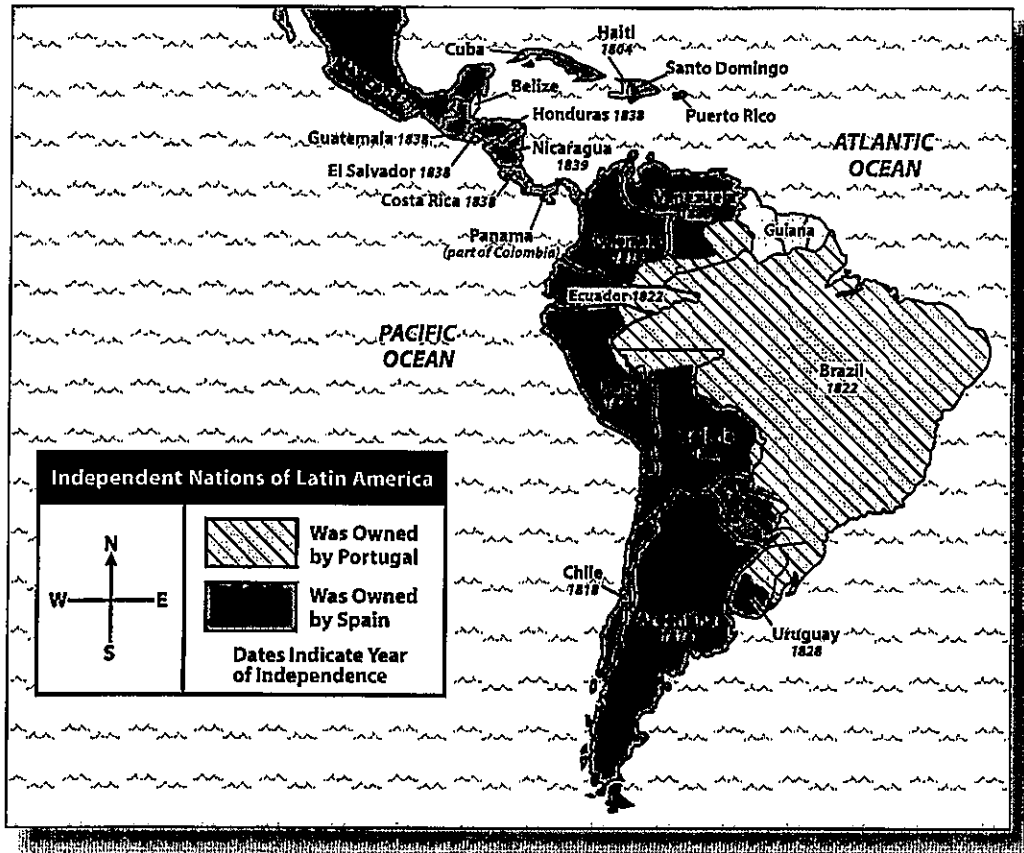 Cuba
Haiti
1804
Santo Domingo
Belize
Puerto Rico
Honduras 1838
Guatemala 1838
Nicaragua
1839
ATLANTIC
OCEAN
El Salvador 1838
Costa Rica 1838
Venezuela
Panama
(part of Colombia)
Guiana
Ecuador 1822
PACIFIC
OCEAN
Brazil
1822
Independent Nations of Latin America
N
W
E
S
Was Owned
by Portugal
Was Owned
by Spain
Dates Indicate Year
of Independence
Chile
1818
Argentina
Uruguay
1828